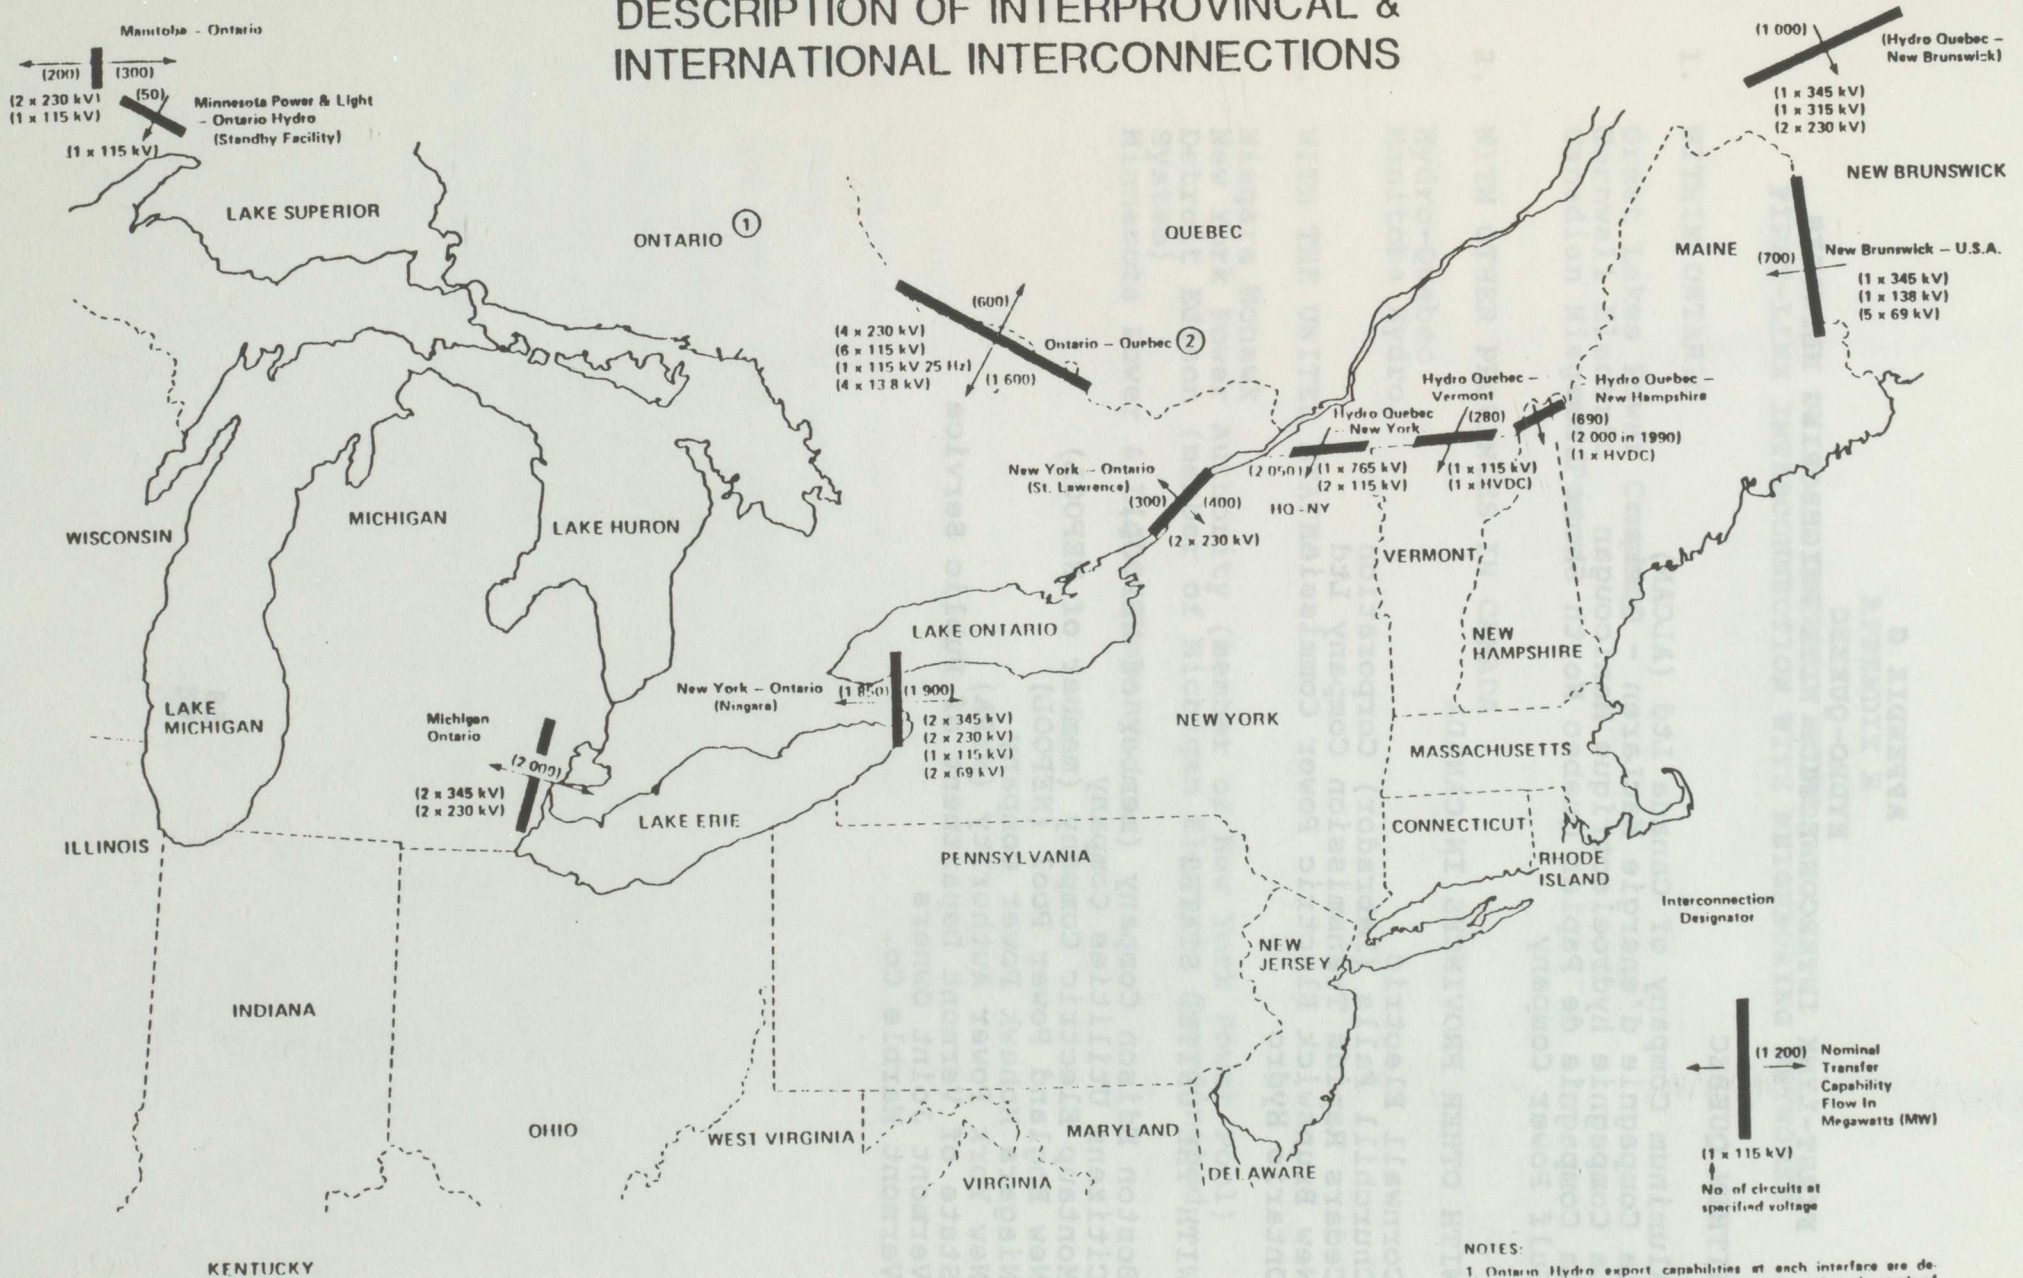 DESCRIPTION OF INTERPROVINCAL &
INTERNATIONAL INTERCONNECTIONS
Manitoba - Ontario
(200) (300)
(2 x 230 kV)
(1 x 115 kV)
(50)
Minnesota Power & Light
- Ontario Hydro
(Standby Facility)
(1 x 115 kV)
(1 000)
(Hydro Quebec -
New Brunswick)
(1 x 345 kV)
(1 x 315 kV)
(2 x 230 kV)
NEW BRUNSWICK
LAKE SUPERIOR
ONTARIO 1
QUEBEC
MAINE
(700)
New Brunswick - U.S.A.
(1 x 345 kV)
(1 x 138 kV)
(5 x 69 kV)
(600)
(4 x 230 kV)
(6 x 115 kV)
(1 x 115 kV 25 Hz)
(4 x 13 8 kV)
Ontario - Quebec 2
(1 600)
Hydro Quebec -
Vermont
(280)
(1 x 115 kV)
(1 x HVDC)
Hydro Quebec -
New Hampshire
(690)
(2 000 in 1990)
(1 x HVDC)
Hydro Quebec
- New York
(2 050)
(1 x 765 kV)
(2 x 115 kV)
HQ - NY
New York - Ontario
(St. Lawrence)
(300) (400)
(2 x 230 kV)
WISCONSIN
MICHIGAN
LAKE HURON
VERMONT
LAKE ONTARIO
NEW
HAMPSHIRE
New York - Ontario
(Niagara)
(1 850) (1 900)
(2 x 345 kV)
(2 x 230 kV)
(1 x 115 kV)
(2 x 69 kV)
LAKE
MICHIGAN
Michigan
Ontario
(2 000)
(2 x 345 kV)
(2 x 230 kV)
NEW YORK
MASSACHUSETTS
LAKE ERIE
CONNECTICUT
ILLINOIS
PENNSYLVANIA
RHODE
ISLAND
Interconnection
Designator
NEW
JERSEY
INDIANA
(1 200)
Nominal
Transfer
Capability
Flow In
Megawatts (MW)
OHIO
WEST VIRGINIA
MARYLAND
(1 x 115 kV)
No. of circuits at
specified voltage
VIRGINIA
DELAWARE
KENTUCKY
NOTES:
1 Ontario Hydro export capabilities at each interface are de-